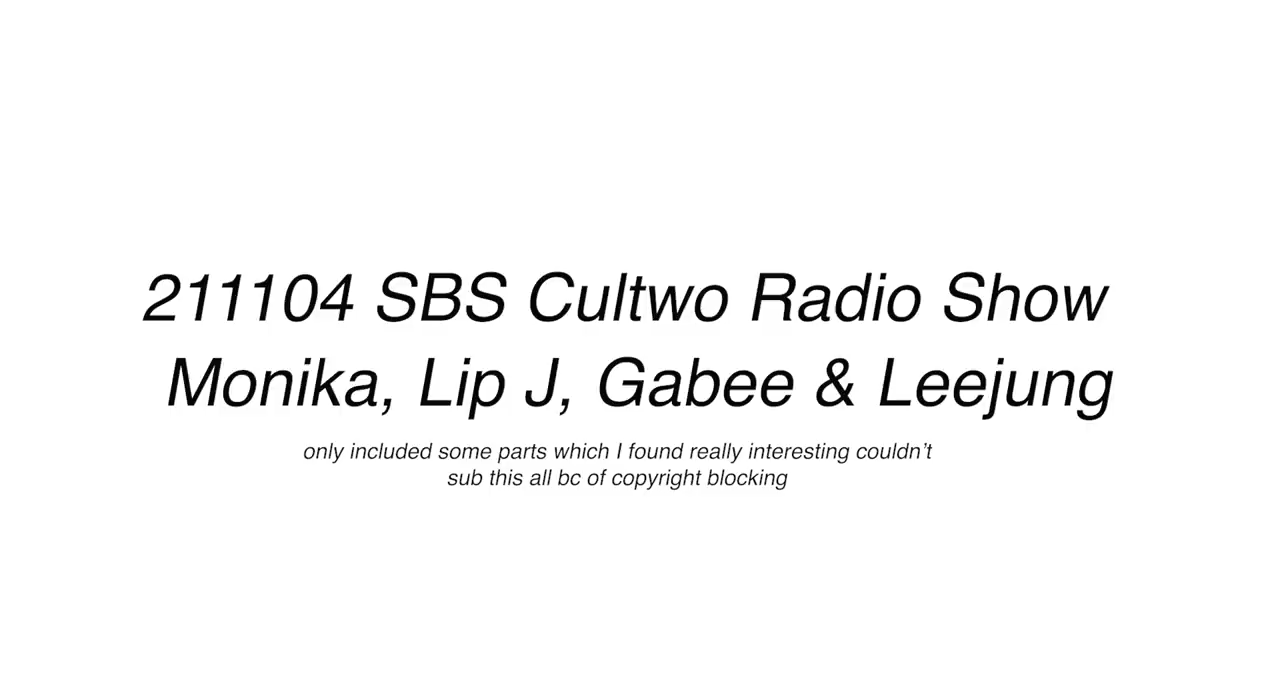 211104 SBS Cultwo Radio Show
Monika, Lip J, Gabee & Leejung
only included some parts which I found really interesting couldn't
sub this all bc of copyright blocking